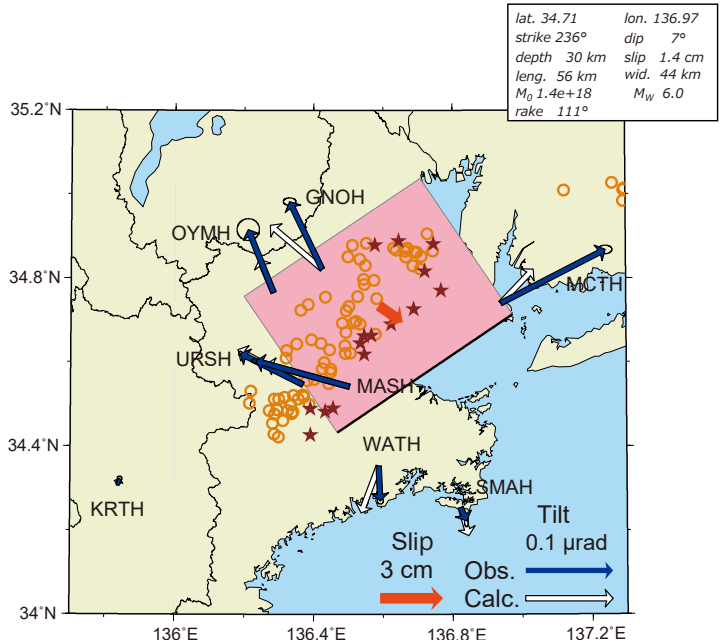 lat. 34.71 lon. 136.97
strike 236° dip 7°
depth 30 km slip 1.4 cm
leng. 56 km wid. 44 km
M₀ 1.4e+18 Mw 6.0
rake 111°
35.2˚N
GNOH
OYMH
34.8˚N
MCTH
URSH
MASH
34.4˚N
WATH
SMAH
KRTH
Slip
3 cm
Tilt
0.1 μrad
Obs.
Calc.
34˚N
136˚E 136.4˚E 136.8˚E 137.2˚E